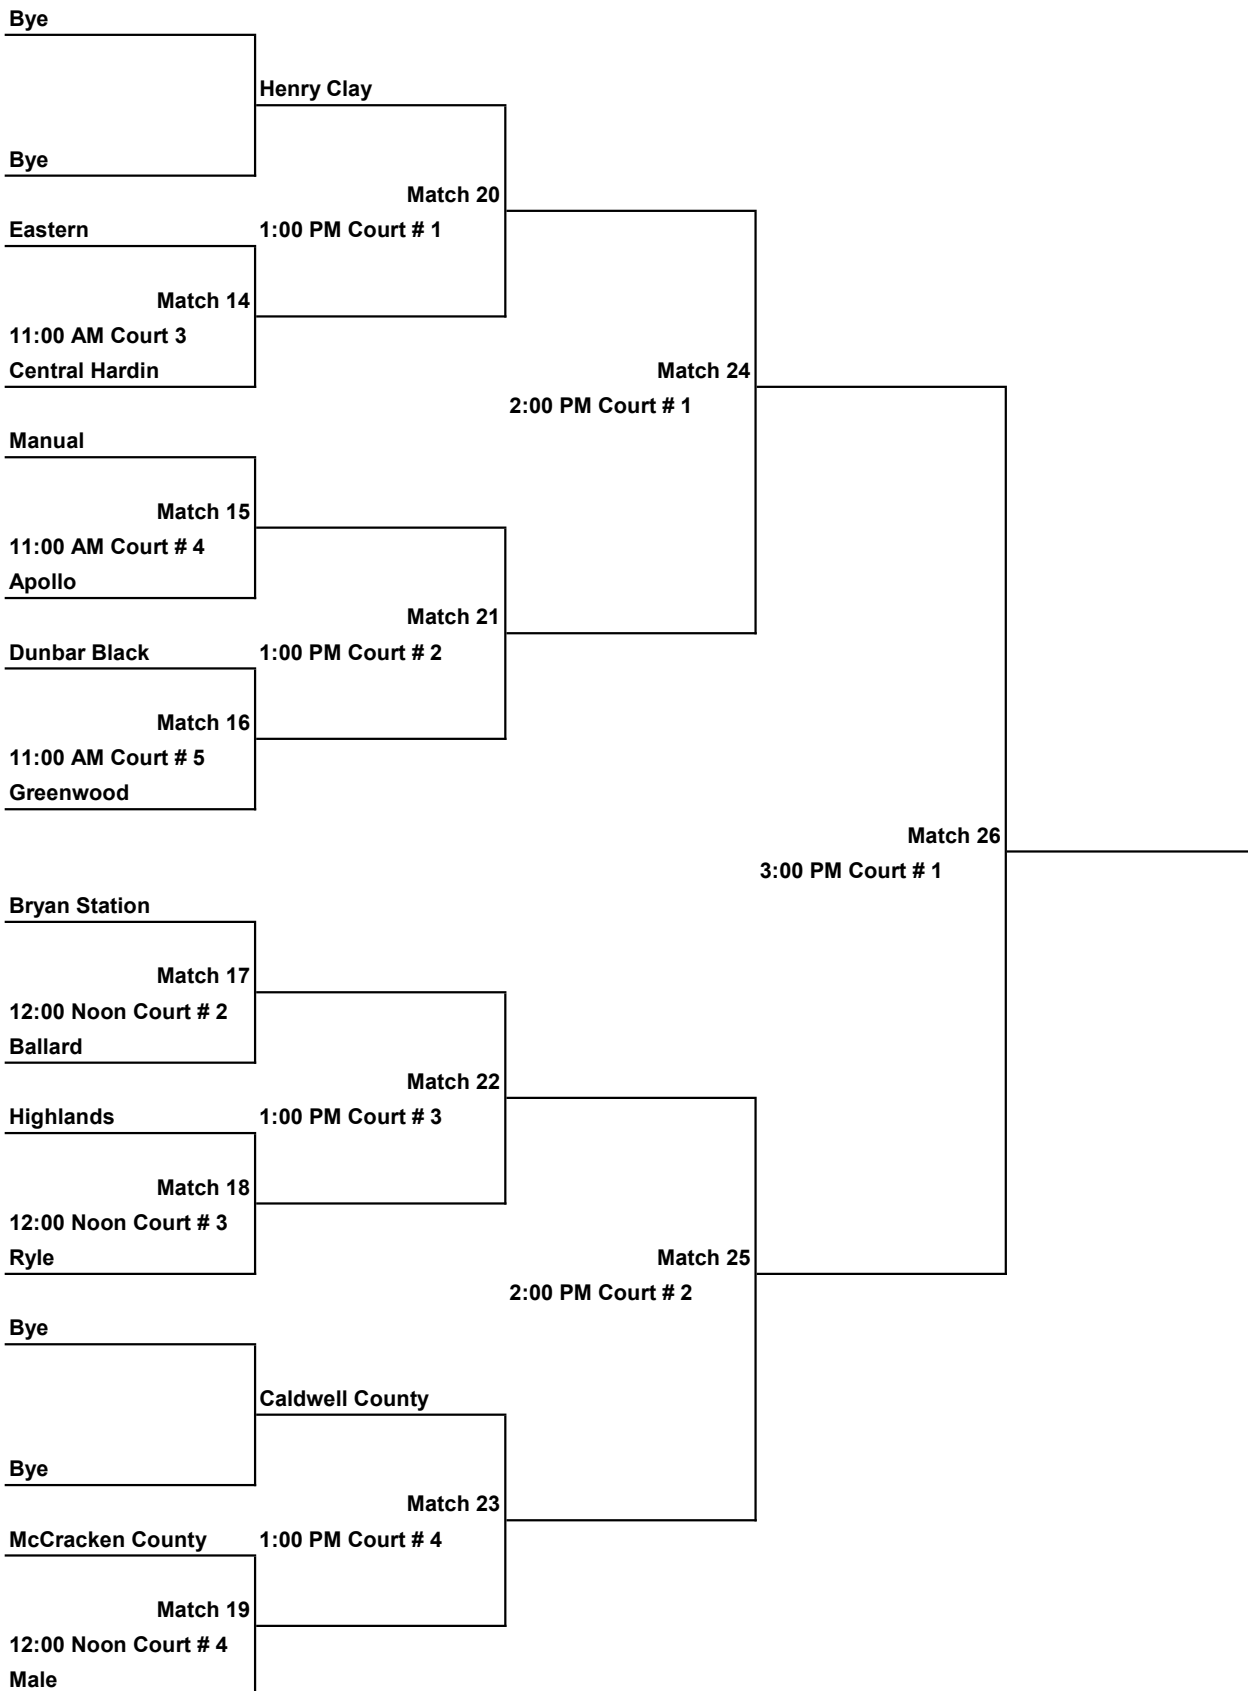 Bye
Henry Clay
Bye
Match 20
Eastern
1:00 PM Court # 1
Match 14
11:00 AM Court 3
Central Hardin
Match 24
2:00 PM Court # 1
Manual
Match 15
11:00 AM Court # 4
Apollo
Match 21
Dunbar Black
1:00 PM Court # 2
Match 16
11:00 AM Court # 5
Greenwood
Match 26
3:00 PM Court # 1
Bryan Station
Match 17
12:00 Noon Court # 2
Ballard
Match 22
Highlands
1:00 PM Court # 3
Match 18
12:00 Noon Court # 3
Ryle
Match 25
2:00 PM Court # 2
Bye
Caldwell County
Bye
Match 23
McCracken County
1:00 PM Court # 4
Match 19
12:00 Noon Court # 4
Male